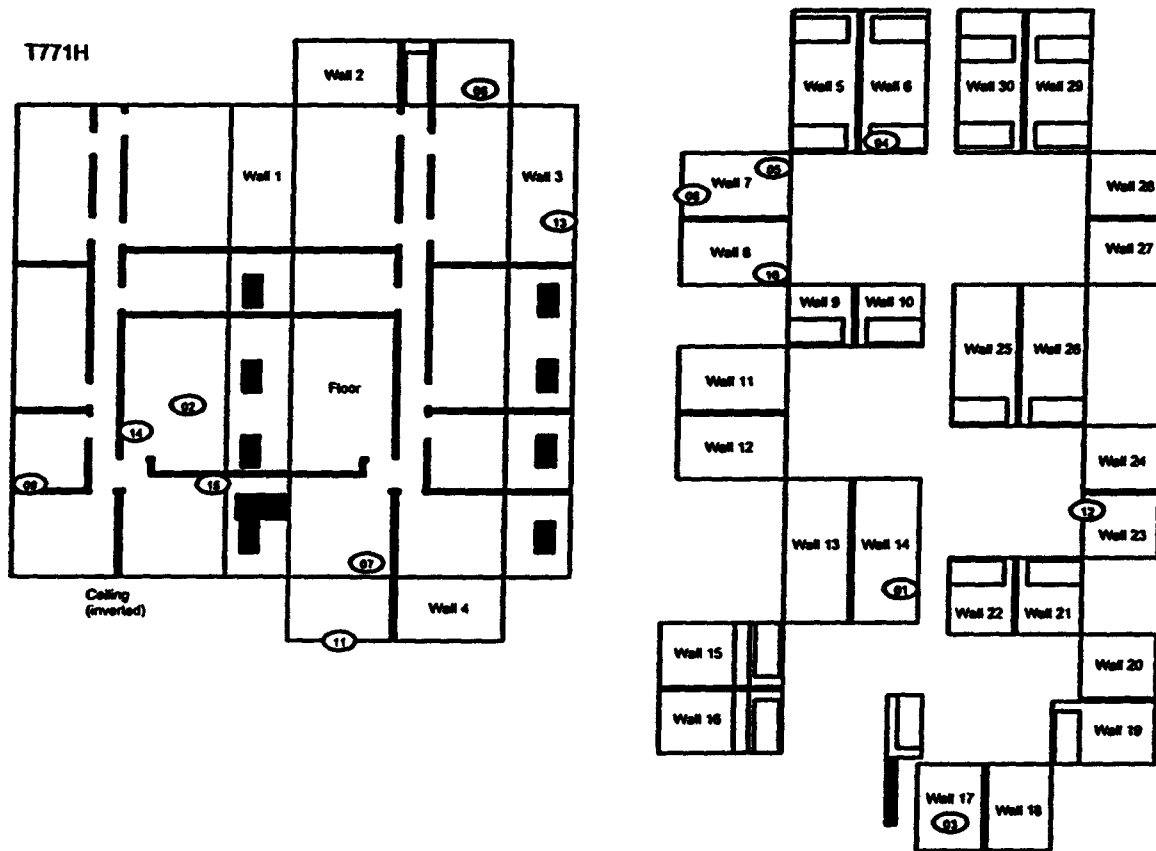 T771H
Wall 2
Wall 1
Wall 3
13
Floor
02
14
15
07
Ceiling
(inverted)
Wall 4
11
Wall 5
Wall 6
Wall 30
Wall 29
04
05
Wall 7
Wall 28
Wall 8
Wall 27
10
Wall 9
Wall 10
Wall 25
Wall 26
Wall 11
Wall 12
Wall 24
12
Wall 13
Wall 14
Wall 23
01
Wall 22
Wall 21
Wall 15
Wall 20
Wall 16
Wall 19
Wall 17
Wall 18
03